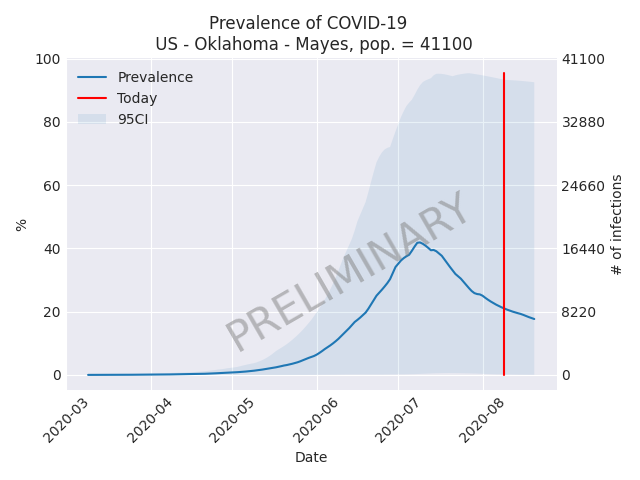 Prevalence of COVID-19
US - Oklahoma - Mayes, pop. = 41100
Prevalence
Today
95CI
100
80
60
40
20
0
%
41100
32880
24660
16440
8220
0
# of infections
PRELIMINARY
2020-03
2020-04
2020-05
2020-06
2020-07
2020-08
Date